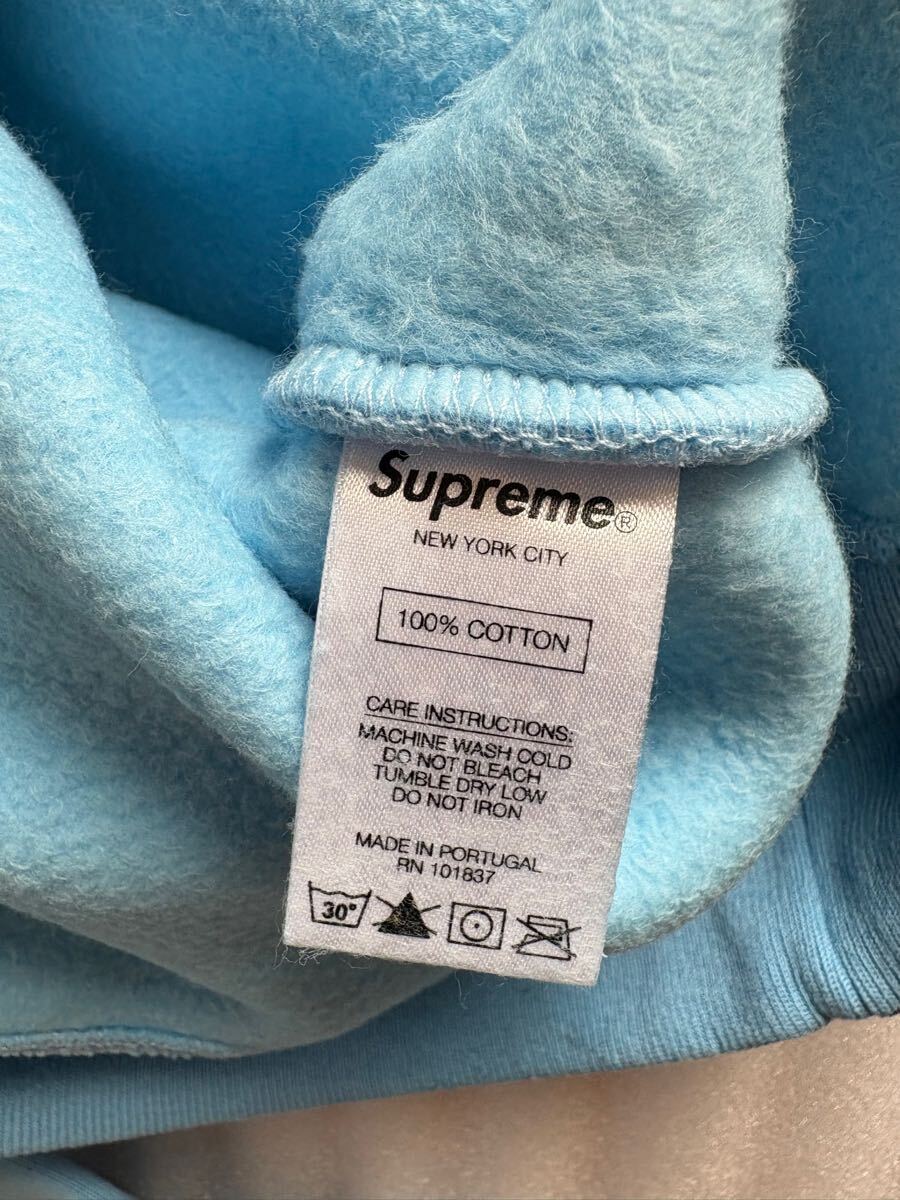 Supreme®
NEW YORK CITY
100% COTTON
CARE INSTRUCTIONS:
MACHINE WASH COLD
DO NOT BLEACH
TUMBLE DRY LOW
DO NOT IRON
MADE IN PORTUGAL
RN 101837
30°